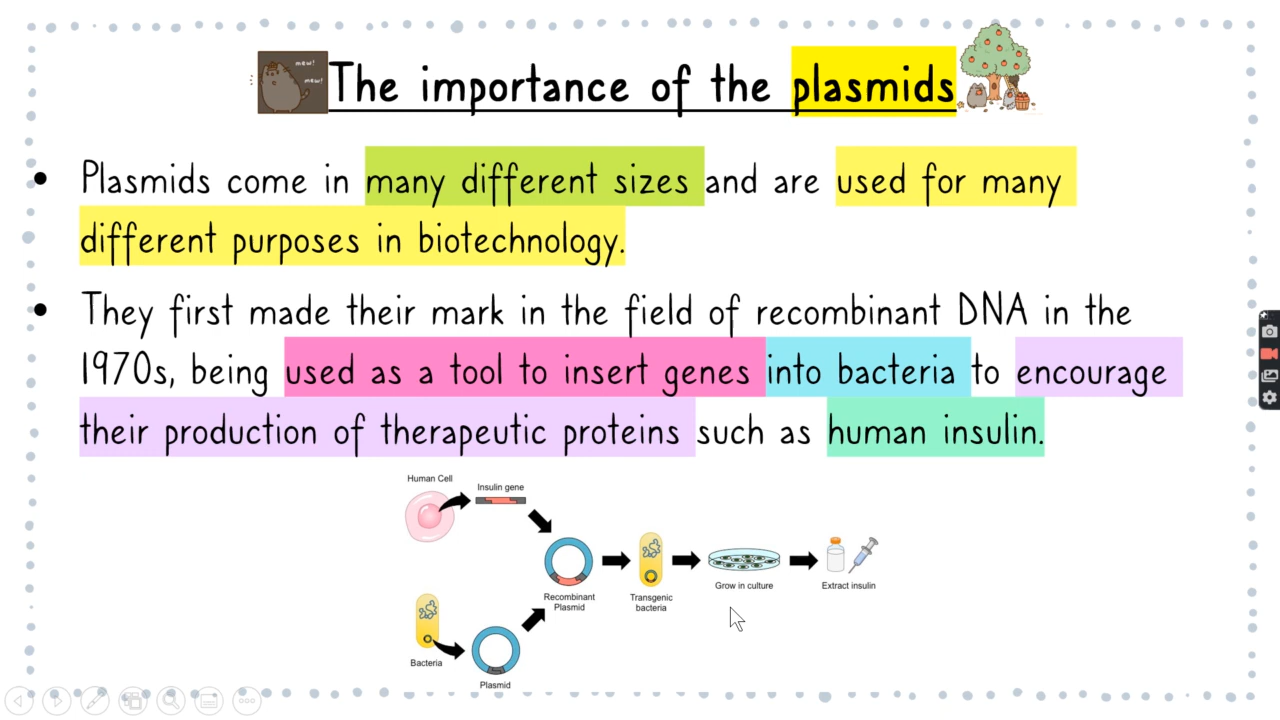 mew!
mew!
The importance of the plasmids
• Plasmids come in many different sizes and are used for many
different purposes in biotechnology.
• They first made their mark in the field of recombinant DNA in the
1970s, being used as a tool to insert genes into bacteria to encourage
their production of therapeutic proteins such as human insulin.
Human Cell
Insulin gene
Recombinant
Plasmid
Transgenic
bacteria
Grow in culture
Extract insulin
Bacteria
Plasmid